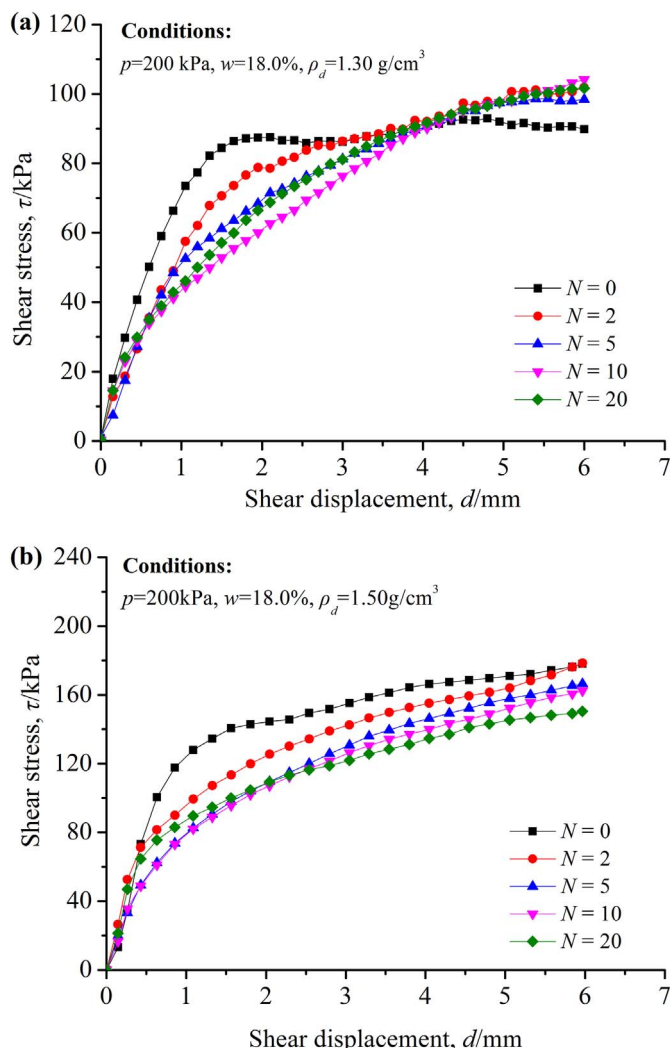 (a)
Conditions:
p=200 kPa, w=18.0%, ρd=1.30 g/cm³
Shear stress, τ/kPa
120
100
80
60
40
20
0
N = 0
N = 2
N = 5
N = 10
N = 20
0 1 2 3 4 5 6 7
Shear displacement, d/mm
(b)
Conditions:
p=200kPa, w=18.0%, ρd=1.50g/cm³
Shear stress, τ/kPa
240
200
160
120
80
40
0
N = 0
N = 2
N = 5
N = 10
N = 20
0 1 2 3 4 5 6 7
Shear displacement, d/mm